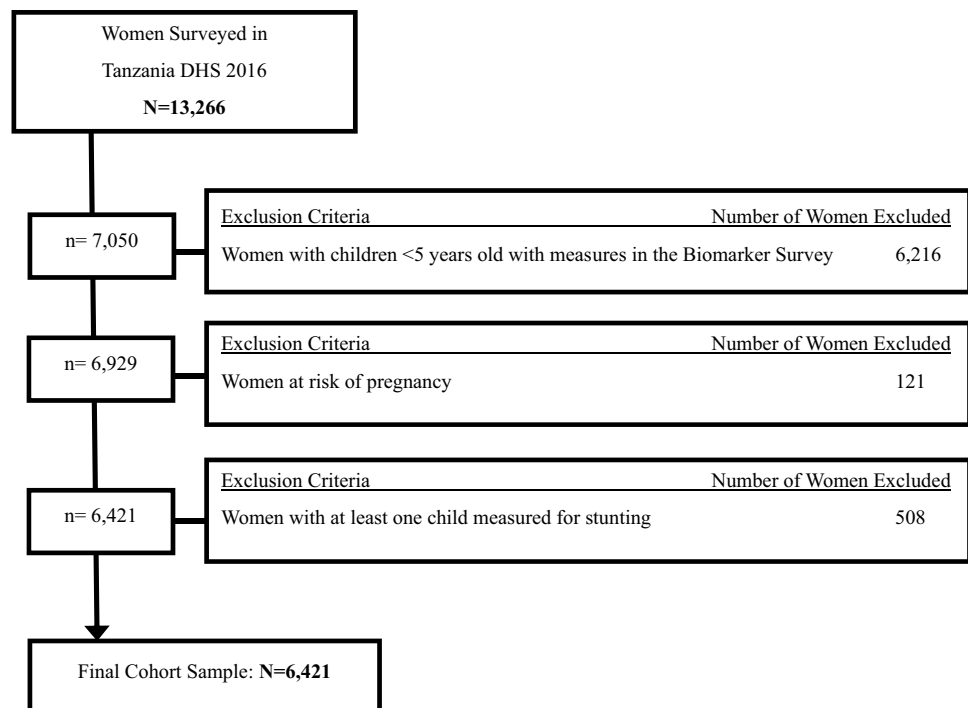 Women Surveyed in
Tanzania DHS 2016
N=13,266
n= 7,050
Exclusion Criteria Number of Women Excluded
Women with children <5 years old with measures in the Biomarker Survey 6,216
n= 6,929
Exclusion Criteria Number of Women Excluded
Women at risk of pregnancy 121
n= 6,421
Exclusion Criteria Number of Women Excluded
Women with at least one child measured for stunting 508
Final Cohort Sample: N=6,421